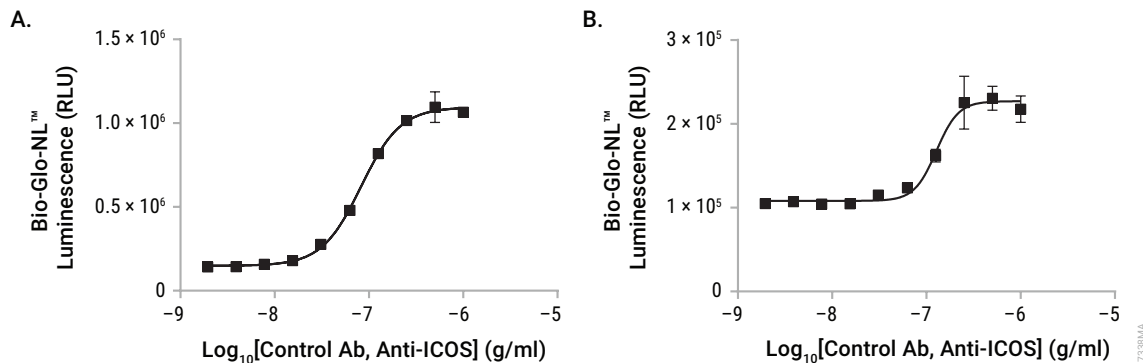 A.
Bio-Glo-NL™
Luminescence (RLU)
1.5 × 10⁶
1.0 × 10⁶
0.5 × 10⁶
0
−9
−8
−7
−6
−5
Log₁₀[Control Ab, Anti-ICOS] (g/ml)
B.
Bio-Glo-NL™
Luminescence (RLU)
3 × 10⁵
2 × 10⁵
1 × 10⁵
0
−9
−8
−7
−6
−5
Log₁₀[Control Ab, Anti-ICOS] (g/ml)